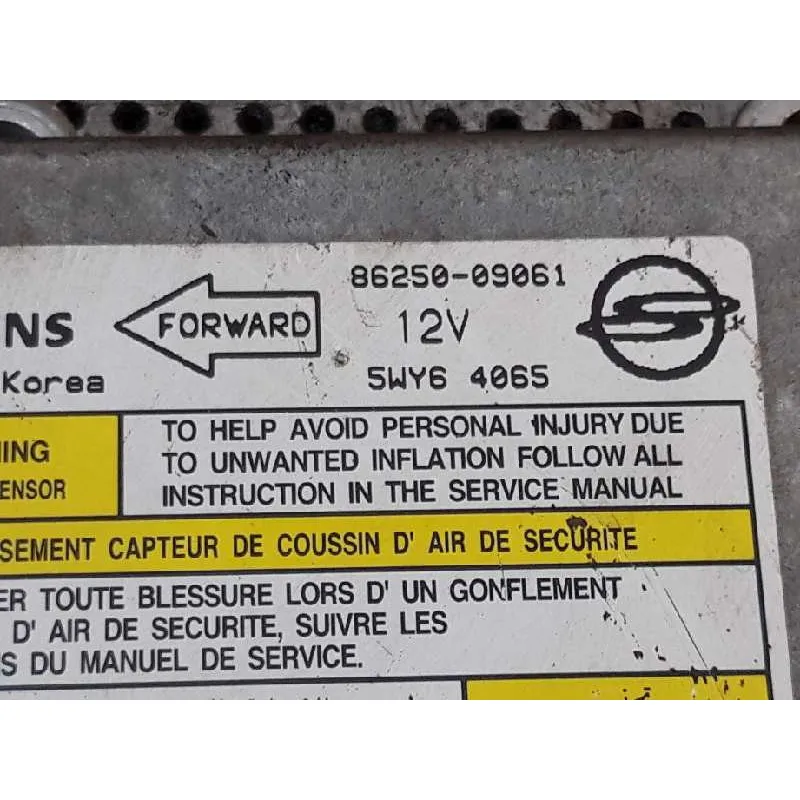 86250-09061
NS FORWARD 12V
Korea 5WY6 4065
ING TO HELP AVOID PERSONAL INJURY DUE
TO UNWANTED INFLATION FOLLOW ALL
ENSOR INSTRUCTION IN THE SERVICE MANUAL
SEMENT CAPTEUR DE COUSSIN D' AIR DE SECURITE
ER TOUTE BLESSURE LORS D' UN GONFLEMENT
D' AIR DE SECURITE, SUIVRE LES
S DU MANUEL DE SERVICE.